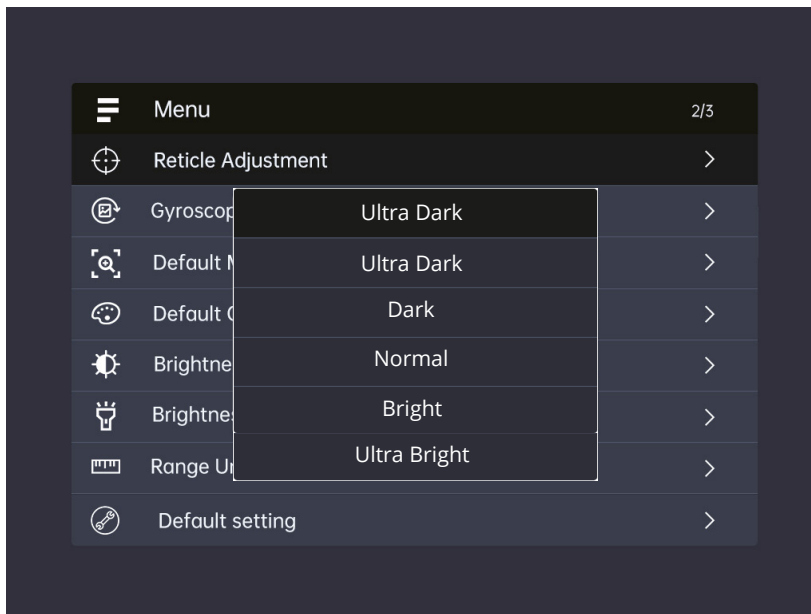 Menu 2/3
Reticle Adjustment
Gyroscop
Ultra Dark
Ultra Dark
Default
Dark
Default
Normal
Brightne
Bright
Brightnes
Ultra Bright
Range
Default setting